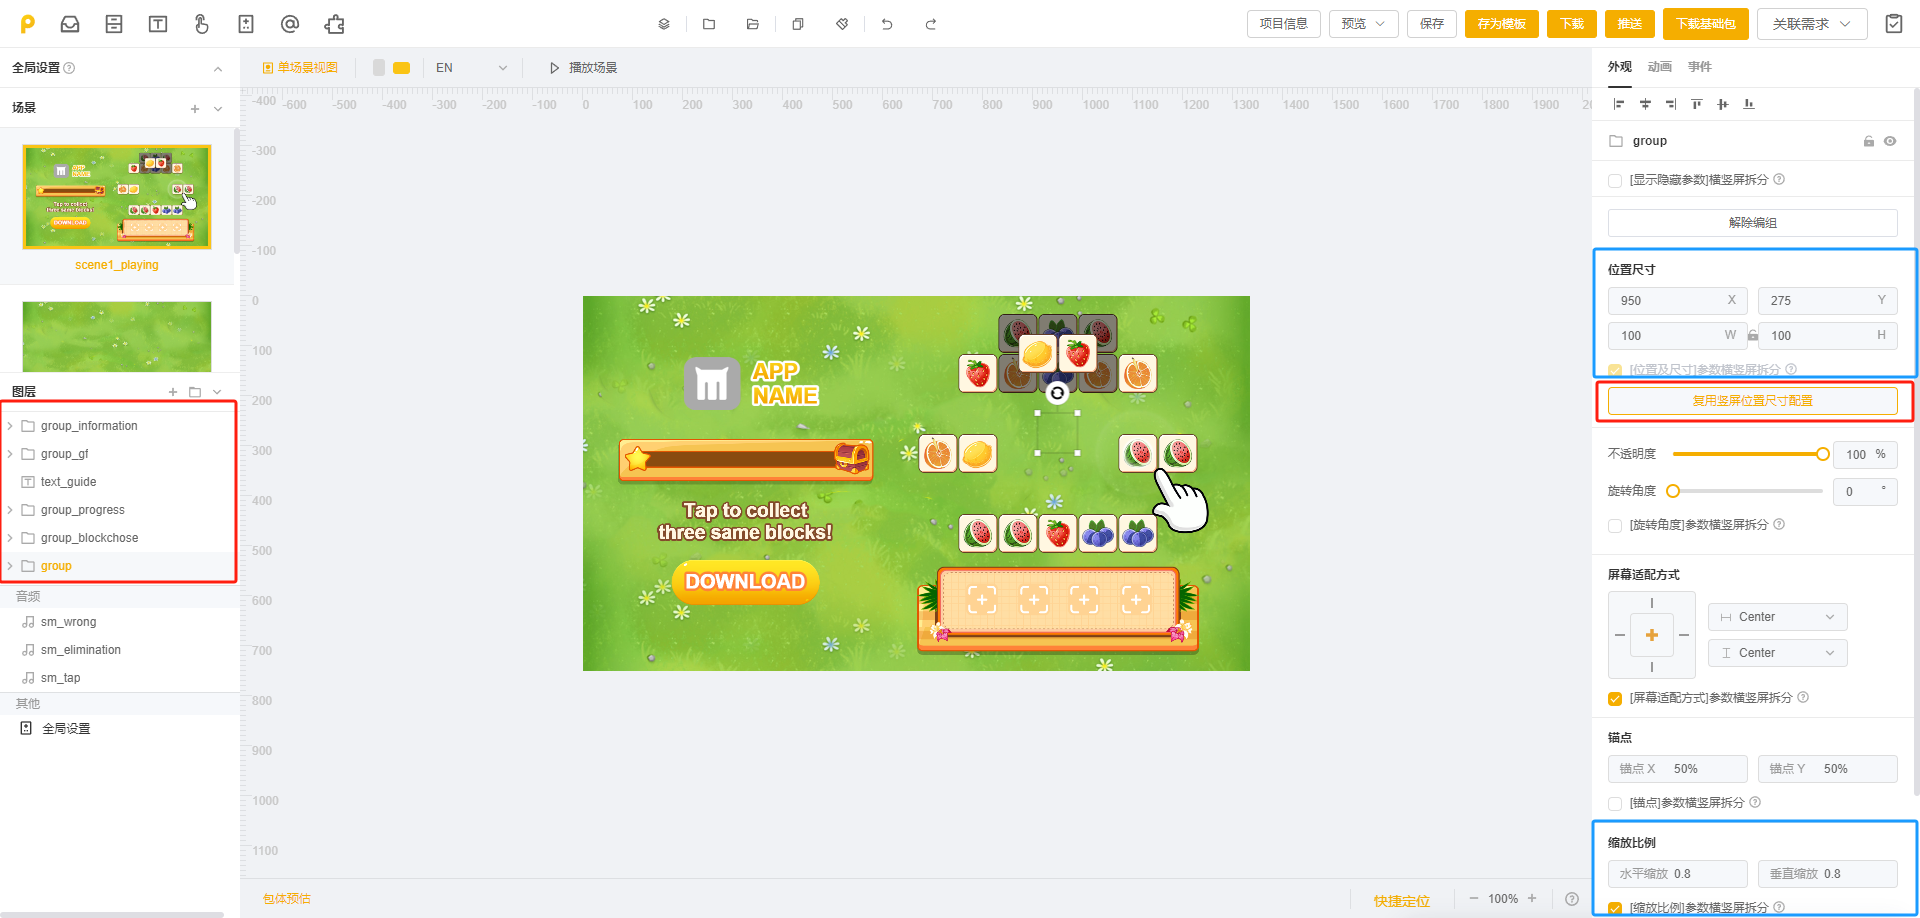 项目信息
预览
保存
存为模板
下载
推送
下载基础包
关联需求
全局设置
单场景视图
EN
播放场景
外观 动画 事件
场景
-400 -600 -500 -400 -300 -200 -100 0 100 200 300 400 500 600 700 800 900 1000 1100 1200 1300 1400 1500 1600 1700 1800 1900
-300
-200
-100
0
100
200
300
400
500
600
700
800
900
1000
1100
APP
NAME
Tap to collect
three same blocks!
DOWNLOAD
scene1_playing
图层
group_information
group_gf
text_guide
group_progress
group_blockchose
group
音频
sm_wrong
sm_elimination
sm_tap
其他
全局设置
APP
NAME
Tap to collect
three same blocks!
DOWNLOAD
包体预估
快捷定位
100%
group
[显示隐藏参数]横竖屏拆分
解除编组
位置尺寸
950 X 275 Y
100 W 100 H
[位置及尺寸]参数横竖屏拆分
复用竖屏位置尺寸配置
不透明度 100 %
旋转角度 0 °
[旋转角度]参数横竖屏拆分
屏幕适配方式
Center
Center
[屏幕适配方式]参数横竖屏拆分
锚点
锚点 X 50% 锚点 Y 50%
[锚点]参数横竖屏拆分
缩放比例
水平缩放 0.8 垂直缩放 0.8
[缩放比例]参数横竖屏拆分